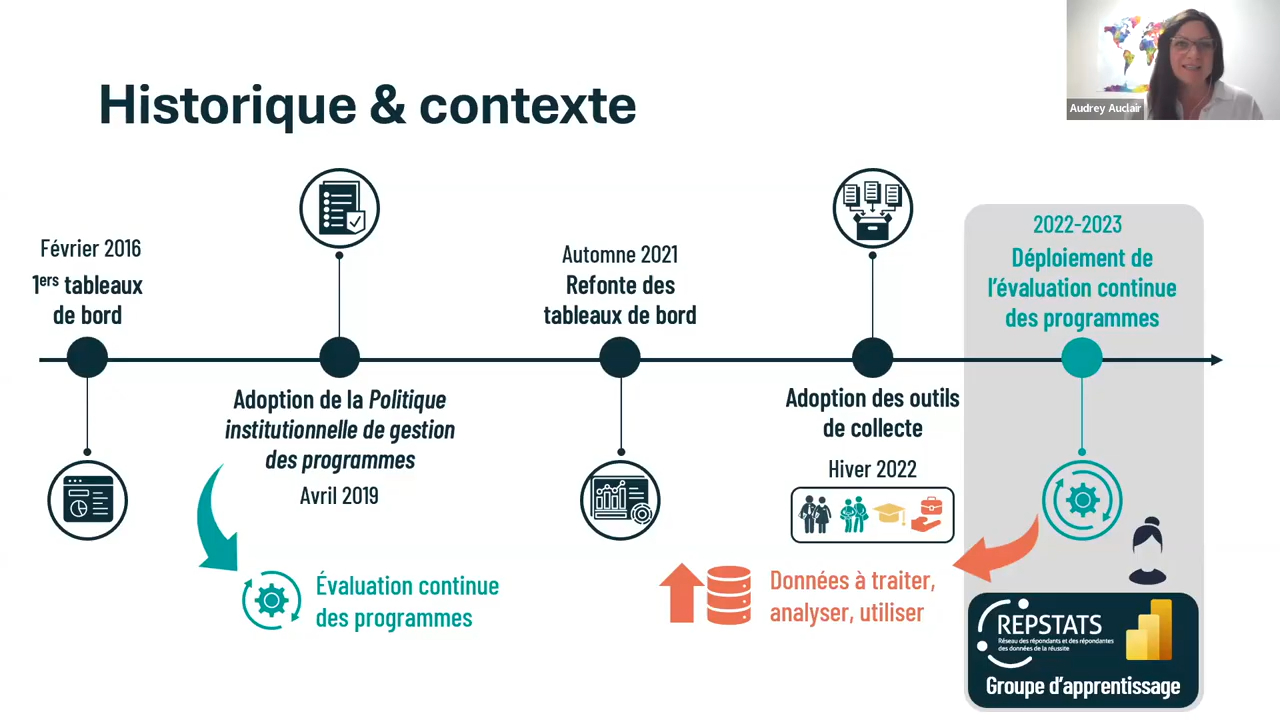 Historique & contexte
Audrey Auclair
Février 2016
1ers tableaux
de bord
Adoption de la Politique
institutionnelle de gestion
des programmes
Avril 2019
Évaluation continue
des programmes
Automne 2021
Refonte des
tableaux de bord
Adoption des outils
de collecte
Hiver 2022
Données à traiter,
analyser, utiliser
2022-2023
Déploiement de
l'évaluation continue
des programmes
REPSTATS
Réseau des répondants et des répondantes
des données de la réussite
Groupe d'apprentissage